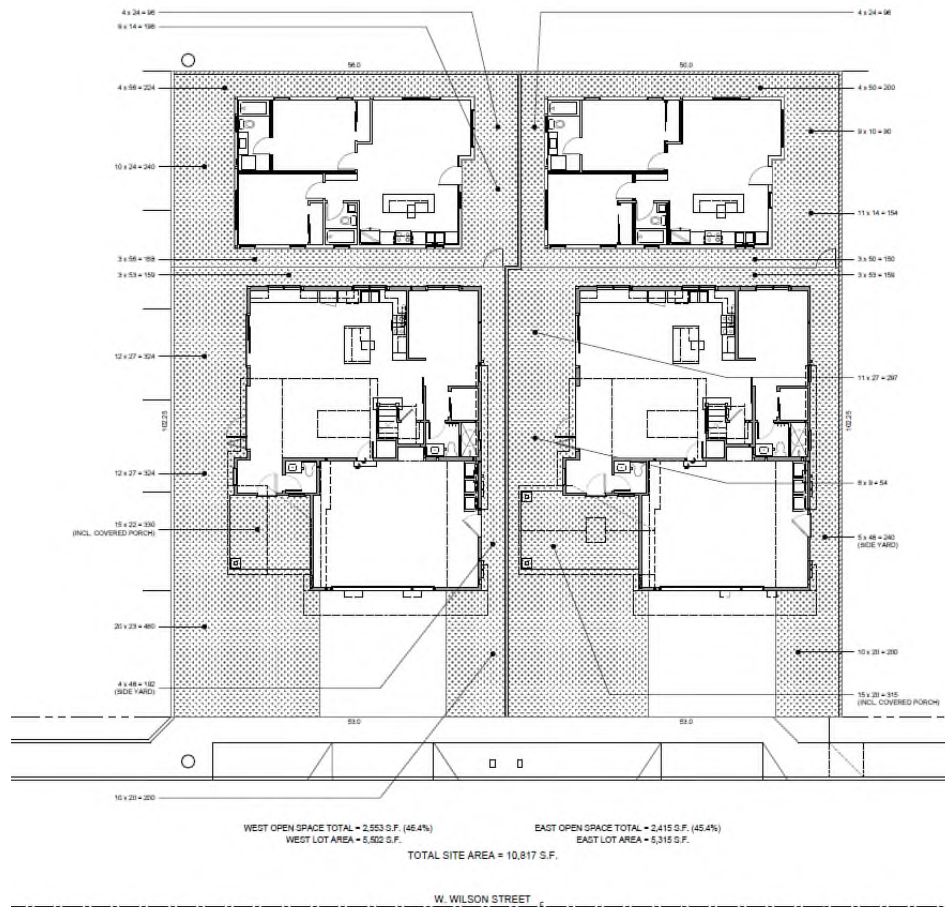 4 x 24 = 96
9 x 14 = 196
4 x 24 = 96
56.0
50.0
4 x 56 = 224
4 x 50 = 200
9 x 10 = 90
10 x 24 = 240
11 x 14 = 154
3 x 56 = 168
3 x 50 = 150
3 x 53 = 159
3 x 53 = 159
12 x 27 = 324
11 x 27 = 297
102.25
102.25
12 x 27 = 324
6 x 9 = 54
15 x 22 = 330
(INCL. COVERED PORCH)
5 x 48 = 240
(SIDE YARD)
20 x 23 = 460
10 x 20 = 200
4 x 48 = 192
(SIDE YARD)
15 x 20 = 315
(INCL. COVERED PORCH)
53.0
53.0
10 x 20 = 200
WEST OPEN SPACE TOTAL = 2,553 S.F. (46.4%)
EAST OPEN SPACE TOTAL = 2,415 S.F. (45.4%)
WEST LOT AREA = 5,502 S.F.
EAST LOT AREA = 5,315 S.F.
TOTAL SITE AREA = 10,817 S.F.
W. WILSON STREET